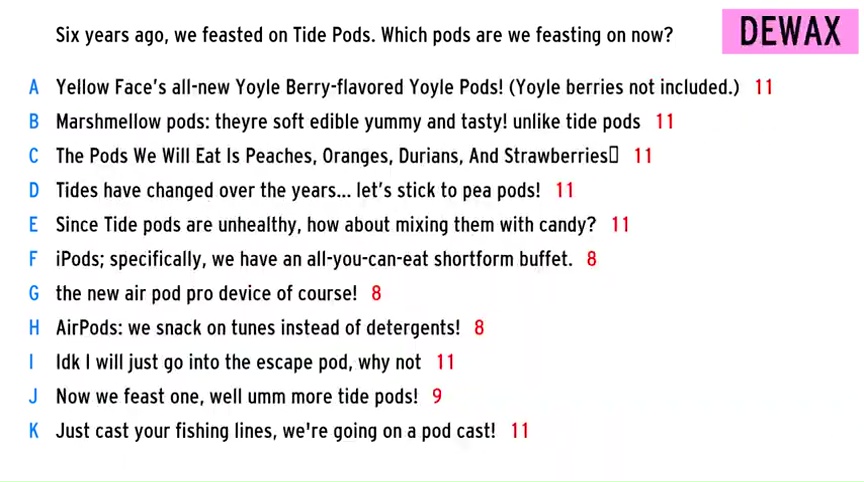 Six years ago, we feasted on Tide Pods. Which pods are we feasting on now?
DEWAX
A Yellow Face's all-new Yoyle Berry-flavored Yoyle Pods! (Yoyle berries not included.) 11
B Marshmellow pods: theyre soft edible yummy and tasty! unlike tide pods 11
C The Pods We Will Eat Is Peaches, Oranges, Durians, And Strawberries▯ 11
D Tides have changed over the years... let's stick to pea pods! 11
E Since Tide pods are unhealthy, how about mixing them with candy? 11
F iPods; specifically, we have an all-you-can-eat shortform buffet. 8
G the new air pod pro device of course! 8
H AirPods: we snack on tunes instead of detergents! 8
I Idk I will just go into the escape pod, why not 11
J Now we feast one, well umm more tide pods! 9
K Just cast your fishing lines, we're going on a pod cast! 11